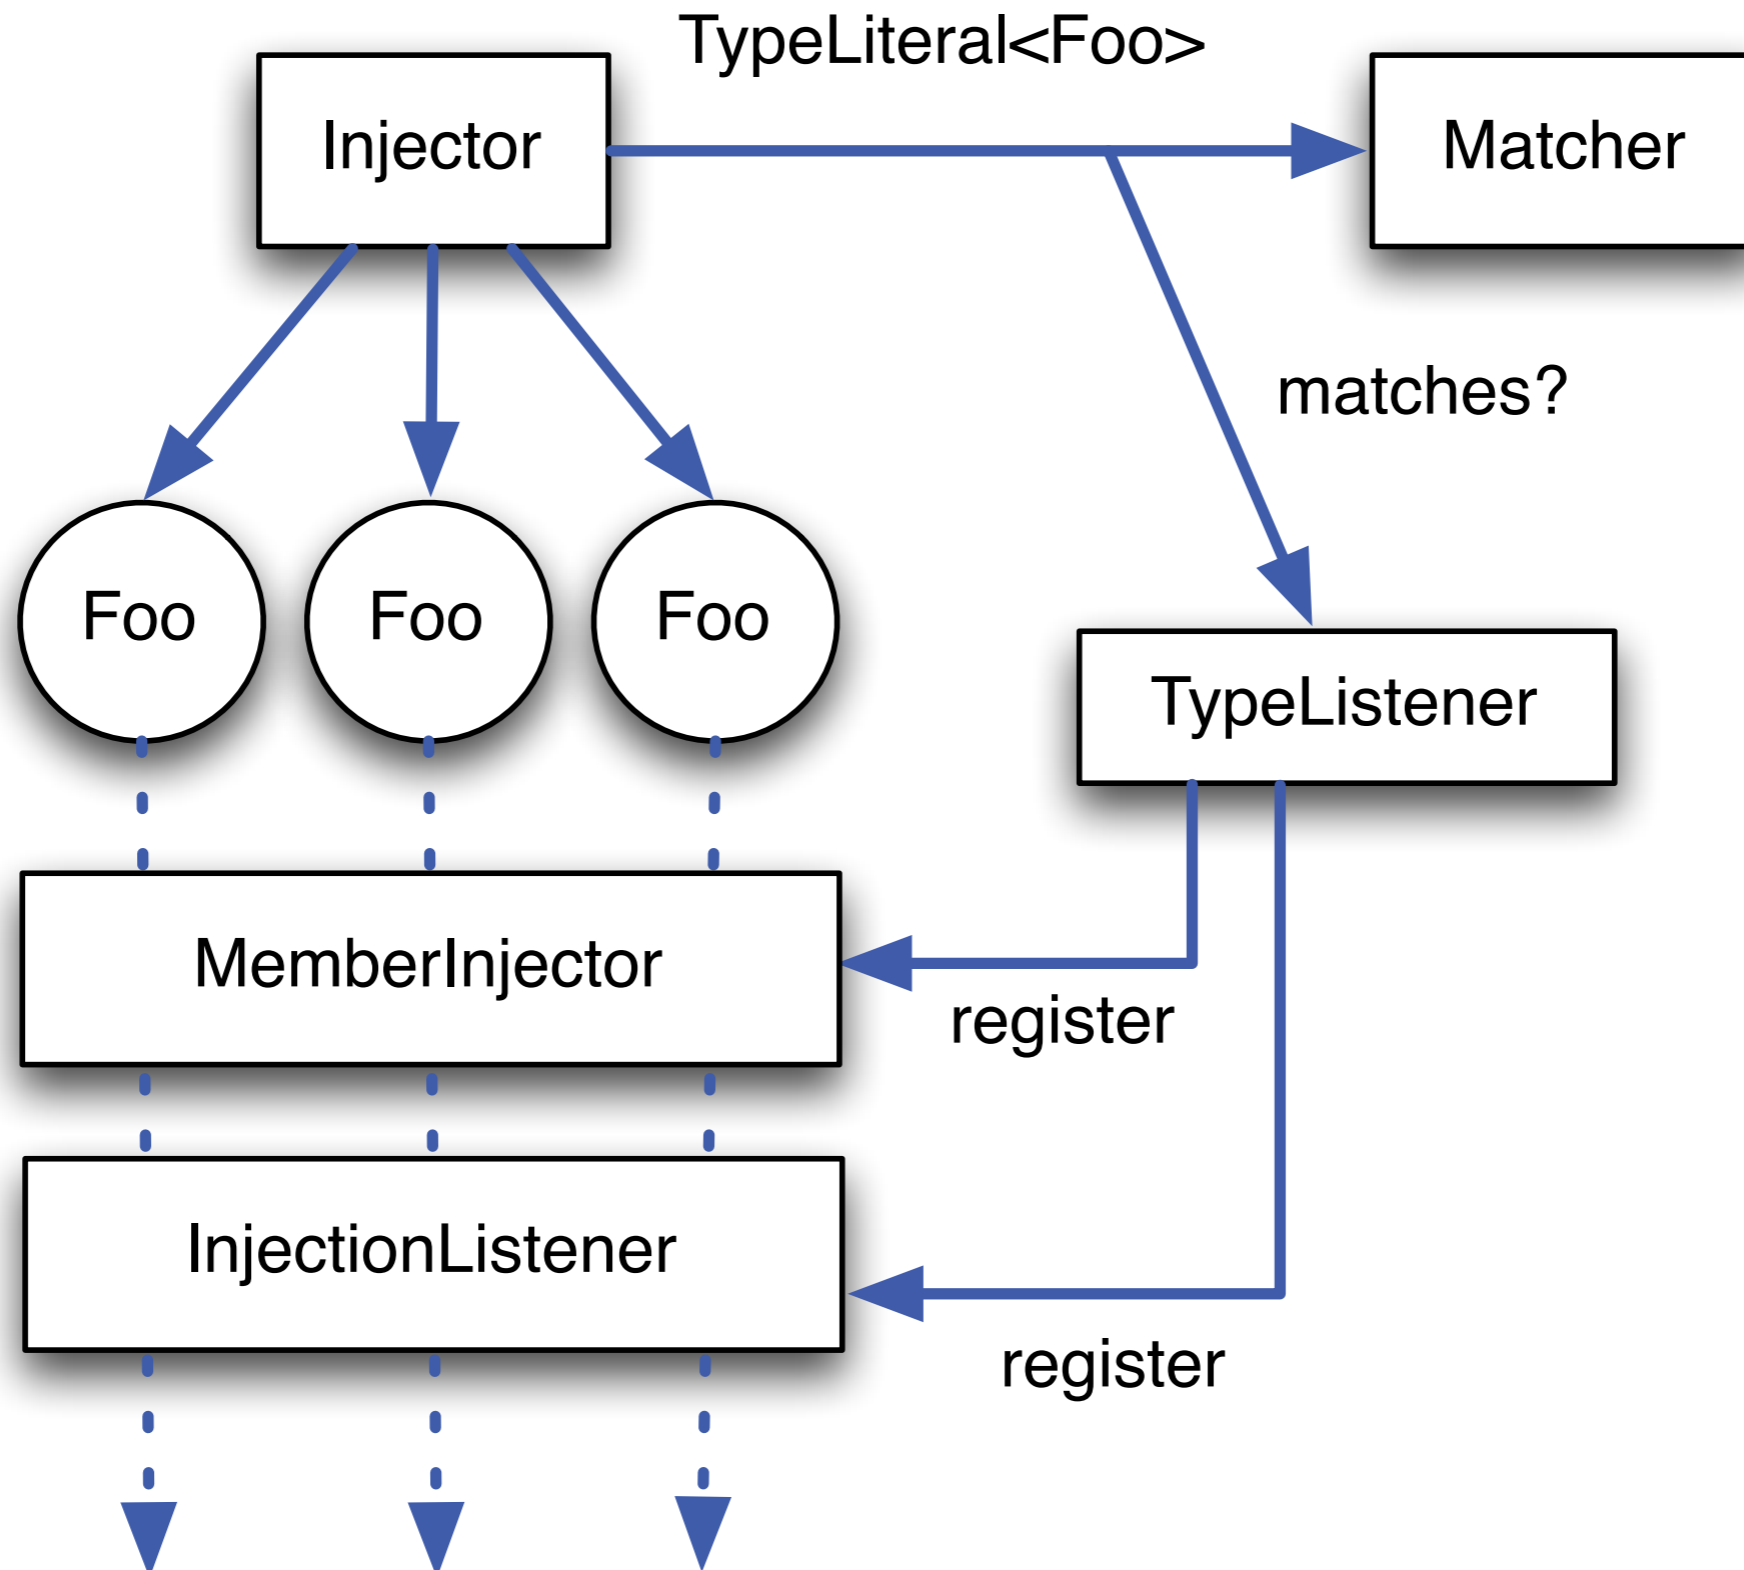 TypeLiteral<Foo>
Injector
Matcher
matches?
Foo
Foo
Foo
TypeListener
MemberInjector
register
InjectionListener
register